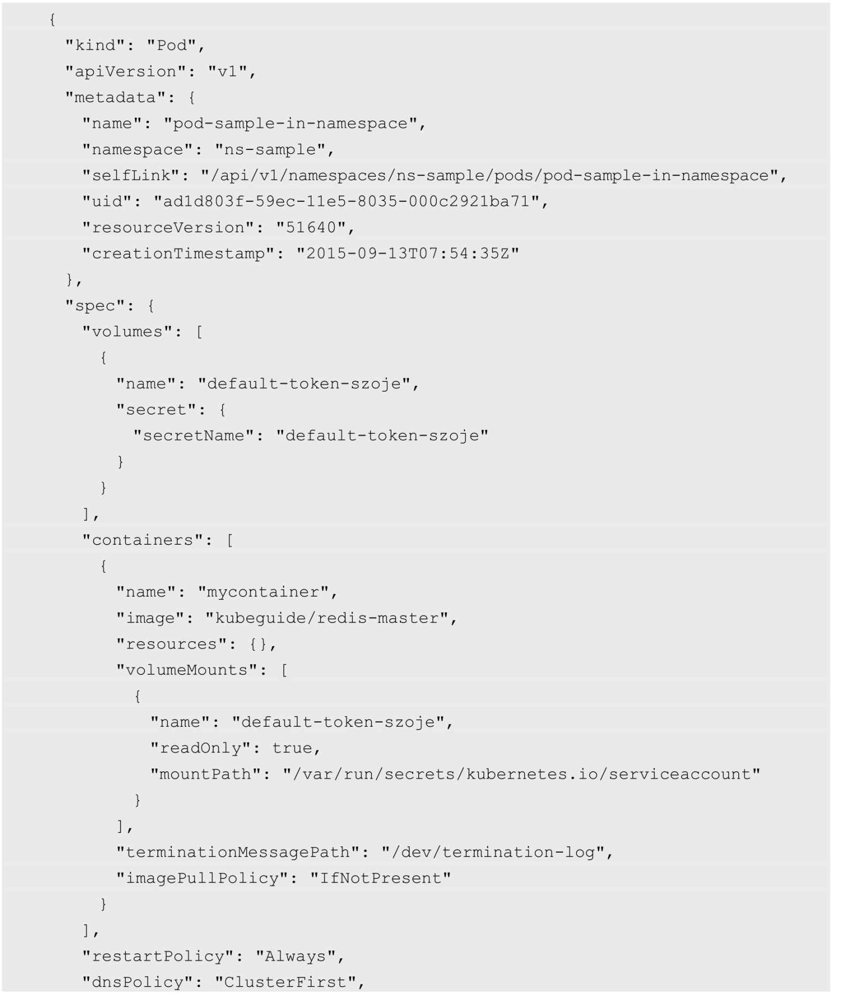 {
  "kind": "Pod",
  "apiVersion": "v1",
  "metadata": {
    "name": "pod-sample-in-namespace",
    "namespace": "ns-sample",
    "selfLink": "/api/v1/namespaces/ns-sample/pods/pod-sample-in-namespace",
    "uid": "ad1d803f-59ec-11e5-8035-000c2921ba71",
    "resourceVersion": "51640",
    "creationTimestamp": "2015-09-13T07:54:35Z"
  },
  "spec": {
    "volumes": [
      {
        "name": "default-token-szoje",
        "secret": {
          "secretName": "default-token-szoje"
        }
      }
    ],
    "containers": [
      {
        "name": "mycontainer",
        "image": "kubeguide/redis-master",
        "resources": {},
        "volumeMounts": [
          {
            "name": "default-token-szoje",
            "readOnly": true,
            "mountPath": "/var/run/secrets/kubernetes.io/serviceaccount"
          }
        ],
        "terminationMessagePath": "/dev/termination-log",
        "imagePullPolicy": "IfNotPresent"
      }
    ],
    "restartPolicy": "Always",
    "dnsPolicy": "ClusterFirst",